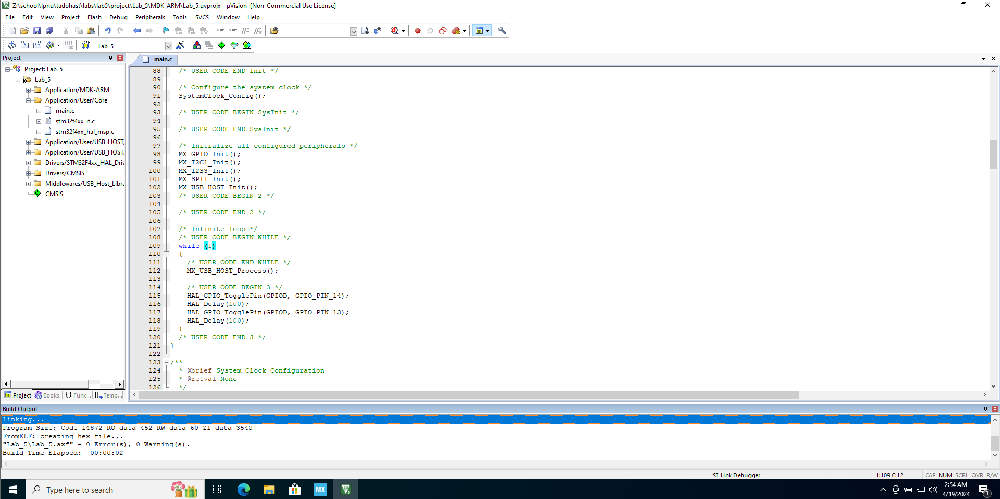 Z:\school\lpnu\tadohast\labs\lab5\project\Lab_5\MDK-ARM\Lab_5.uvprojx - µVision  [Non-Commercial Use License]
File Edit View Project Flash Debug Peripherals Tools SVCS Window Help
LOAD
Lab_5
Project
Project: Lab_5
Lab_5
Application/MDK-ARM
Application/User/Core
main.c
stm32f4xx_it.c
stm32f4xx_hal_msp.c
Application/User/USB_HOST,
Application/User/USB_HOST,
Drivers/STM32F4xx_HAL_Driv
Drivers/CMSIS
Middlewares/USB_Host_Libra
CMSIS
Project Books {} Func... Temp...
main.c
88 /* USER CODE END Init */
89
90 /* Configure the system clock */
91 SystemClock_Config();
92
93 /* USER CODE BEGIN SysInit */
94
95 /* USER CODE END SysInit */
96
97 /* Initialize all configured peripherals */
98 MX_GPIO_Init();
99 MX_I2C1_Init();
100 MX_I2S3_Init();
101 MX_SPI1_Init();
102 MX_USB_HOST_Init();
103 /* USER CODE BEGIN 2 */
104
105 /* USER CODE END 2 */
106
107 /* Infinite loop */
108 /* USER CODE BEGIN WHILE */
109 while (1)
110 {
111 /* USER CODE END WHILE */
112 MX_USB_HOST_Process();
113
114 /* USER CODE BEGIN 3 */
115 HAL_GPIO_TogglePin(GPIOD, GPIO_PIN_14);
116 HAL_Delay(100);
117 HAL_GPIO_TogglePin(GPIOD, GPIO_PIN_13);
118 HAL_Delay(100);
119 }
120 /* USER CODE END 3 */
121 }
122
123 /**
124 * @brief System Clock Configuration
125 * @retval None
126 */
Build Output
linking...
Program Size: Code=14872 RO-data=452 RW-data=60 ZI-data=3540
FromELF: creating hex file...
"Lab_5\Lab_5.axf" - 0 Error(s), 0 Warning(s).
Build Time Elapsed:  00:00:02
ST-Link Debugger L:109 C:12 CAP NUM SCRL OVR R/W
Type here to search
MX
2:54 AM
4/19/2024
1